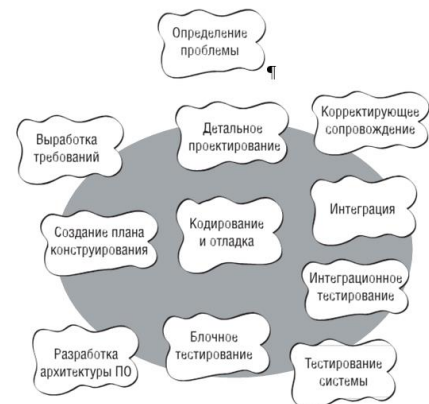 Определение
проблемы
¶
Корректирующее
сопровождение
Детальное
проектирование
Выработка
требований
Интеграция
Кодирование
и отладка
Создание плана
конструирования
Интеграционное
тестирование
Блочное
тестирование
Разработка
архитектуры ПО
Тестирование
системы